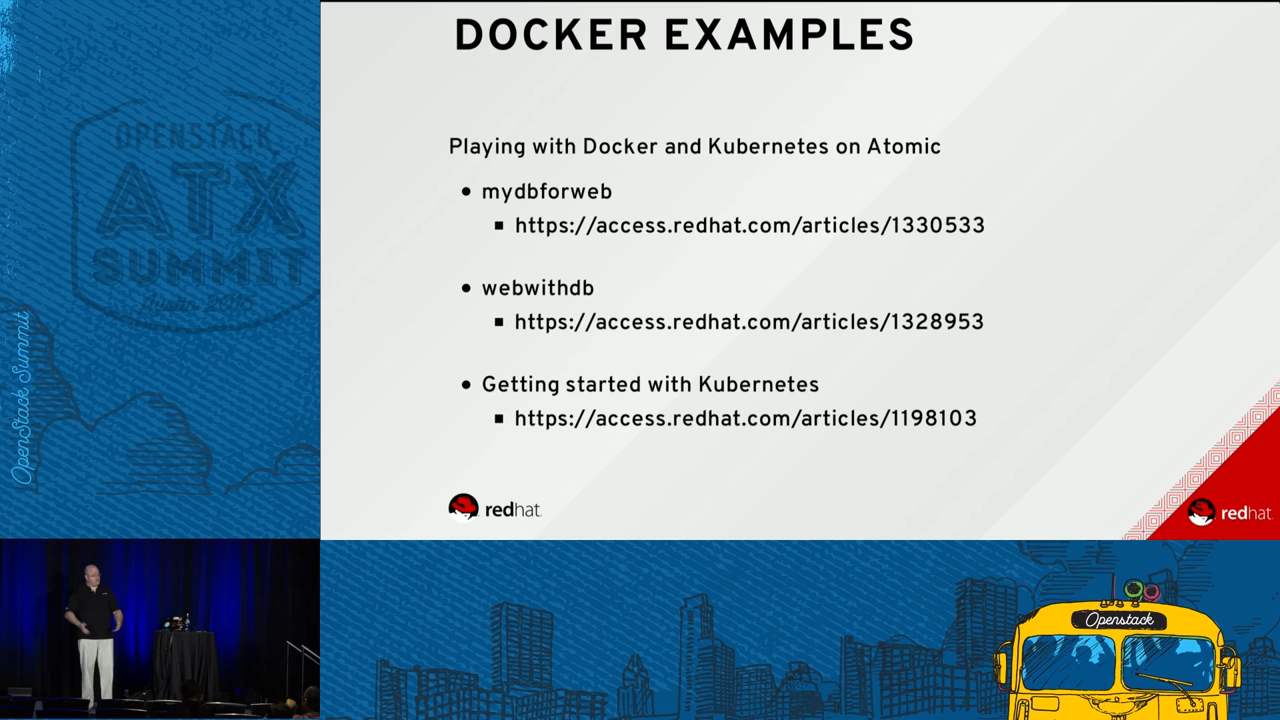 DOCKER EXAMPLES
Playing with Docker and Kubernetes on Atomic
• mydbforweb
▪ https://access.redhat.com/articles/1330533
• webwithdb
▪ https://access.redhat.com/articles/1328953
• Getting started with Kubernetes
▪ https://access.redhat.com/articles/1198103
redhat.
redhat.
OPENSTACK
ATX
SUMMIT
Austin 2016
OpenStack Summit
Openstack